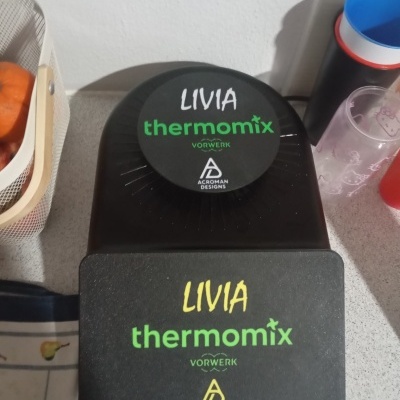 LIVIA
thermomix
VORWERK
ACROMAN
DESIGNS
LIVIA
thermomix
VORWERK